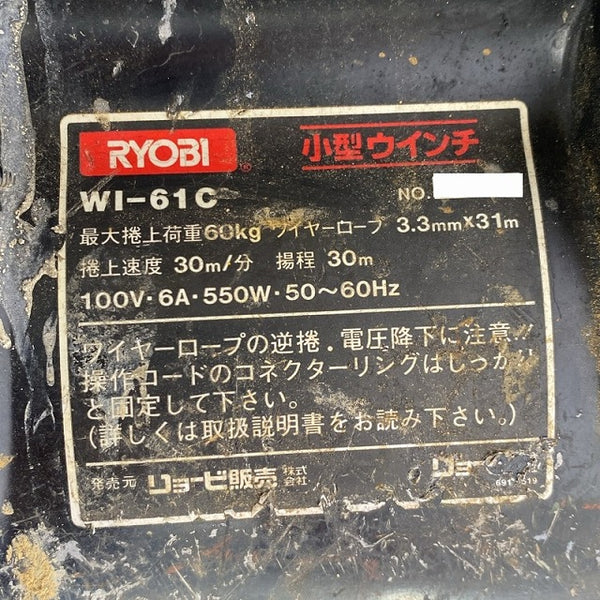 RYOBI ®
小型ウインチ
WI-61C NO.
最大捲上荷重60kg ワイヤーロープ 3.3mm×31m
捲上速度 30m/分 揚程 30m
100V・6A・550W・50〜60Hz
ワイヤーロープの逆捲．電圧降下に注意!!
操作コードのコネクターリングはしっかり
と固定して下さい。
(詳しくは取扱説明書をお読み下さい。)
発売元 リョービ販売 株式会社